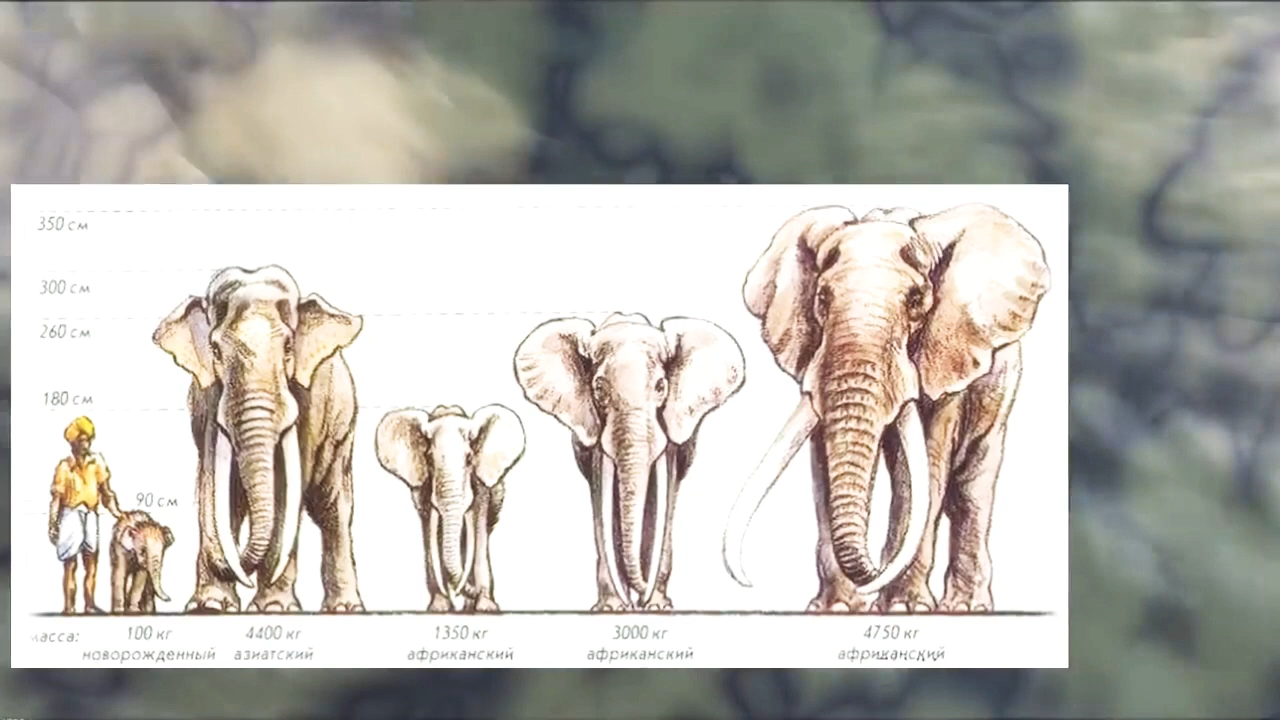 350 см
300 см
260 см
180 см
90 см
масса:
100 кг 4400 кг 1350 кг 3000 кг 4750 кг
новорожденный азиатский африканский африканский африканский